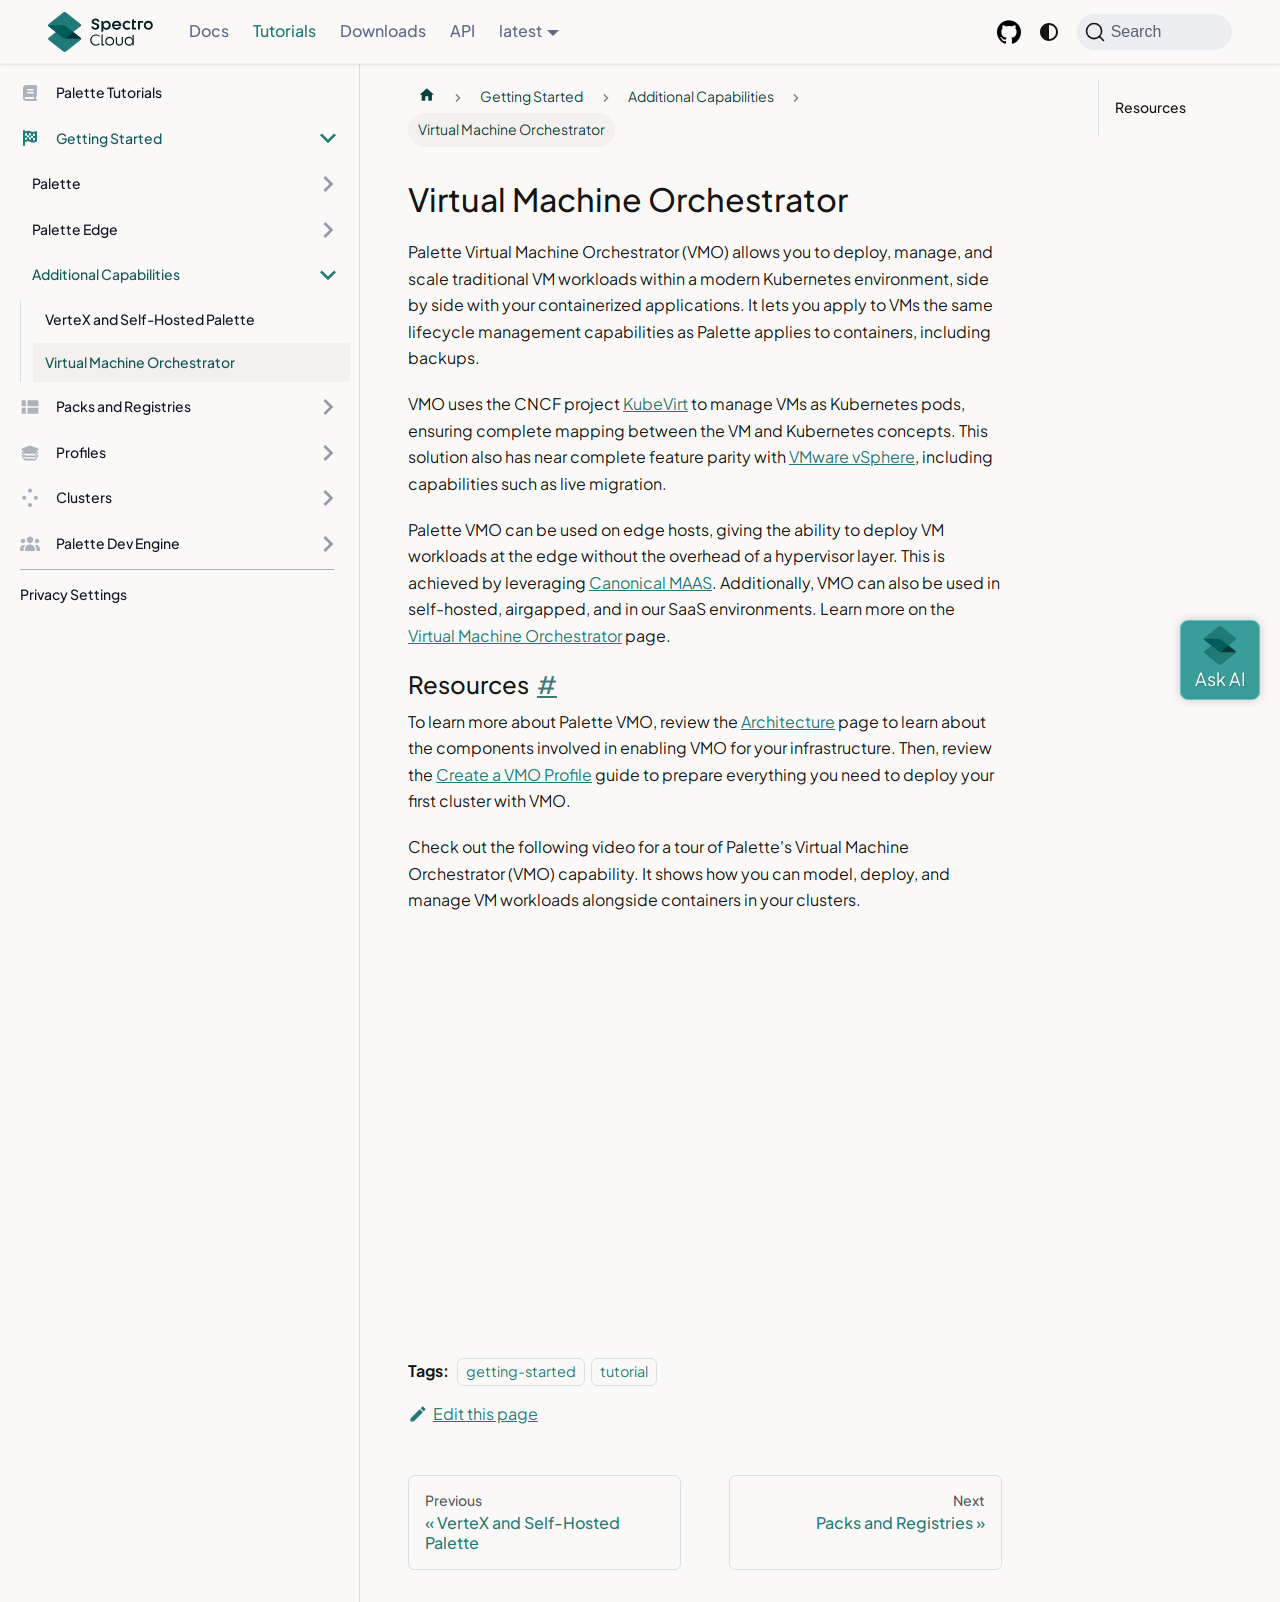 Spectro Cloud
Docs
Tutorials
Downloads
API
latest
Search
Palette Tutorials
Getting Started
Palette
Palette Edge
Additional Capabilities
VerteX and Self-Hosted Palette
Virtual Machine Orchestrator
Packs and Registries
Profiles
Clusters
Palette Dev Engine
Privacy Settings
Getting Started
Additional Capabilities
Virtual Machine Orchestrator
Virtual Machine Orchestrator
Palette Virtual Machine Orchestrator (VMO) allows you to deploy, manage, and
scale traditional VM workloads within a modern Kubernetes environment, side
by side with your containerized applications. It lets you apply to VMs the same
lifecycle management capabilities as Palette applies to containers, including
backups.
VMO uses the CNCF project KubeVirt to manage VMs as Kubernetes pods,
ensuring complete mapping between the VM and Kubernetes concepts. This
solution also has near complete feature parity with VMware vSphere, including
capabilities such as live migration.
Palette VMO can be used on edge hosts, giving the ability to deploy VM
workloads at the edge without the overhead of a hypervisor layer. This is
achieved by leveraging Canonical MAAS. Additionally, VMO can also be used in
self-hosted, airgapped, and in our SaaS environments. Learn more on the
Virtual Machine Orchestrator page.
Resources #
To learn more about Palette VMO, review the Architecture page to learn about
the components involved in enabling VMO for your infrastructure. Then, review
the Create a VMO Profile guide to prepare everything you need to deploy your
first cluster with VMO.
Check out the following video for a tour of Palette's Virtual Machine
Orchestrator (VMO) capability. It shows how you can model, deploy, and
manage VM workloads alongside containers in your clusters.
Tags: getting-started tutorial
Edit this page
Previous
« VerteX and Self-Hosted
Palette
Next
Packs and Registries »
Resources
Ask AI